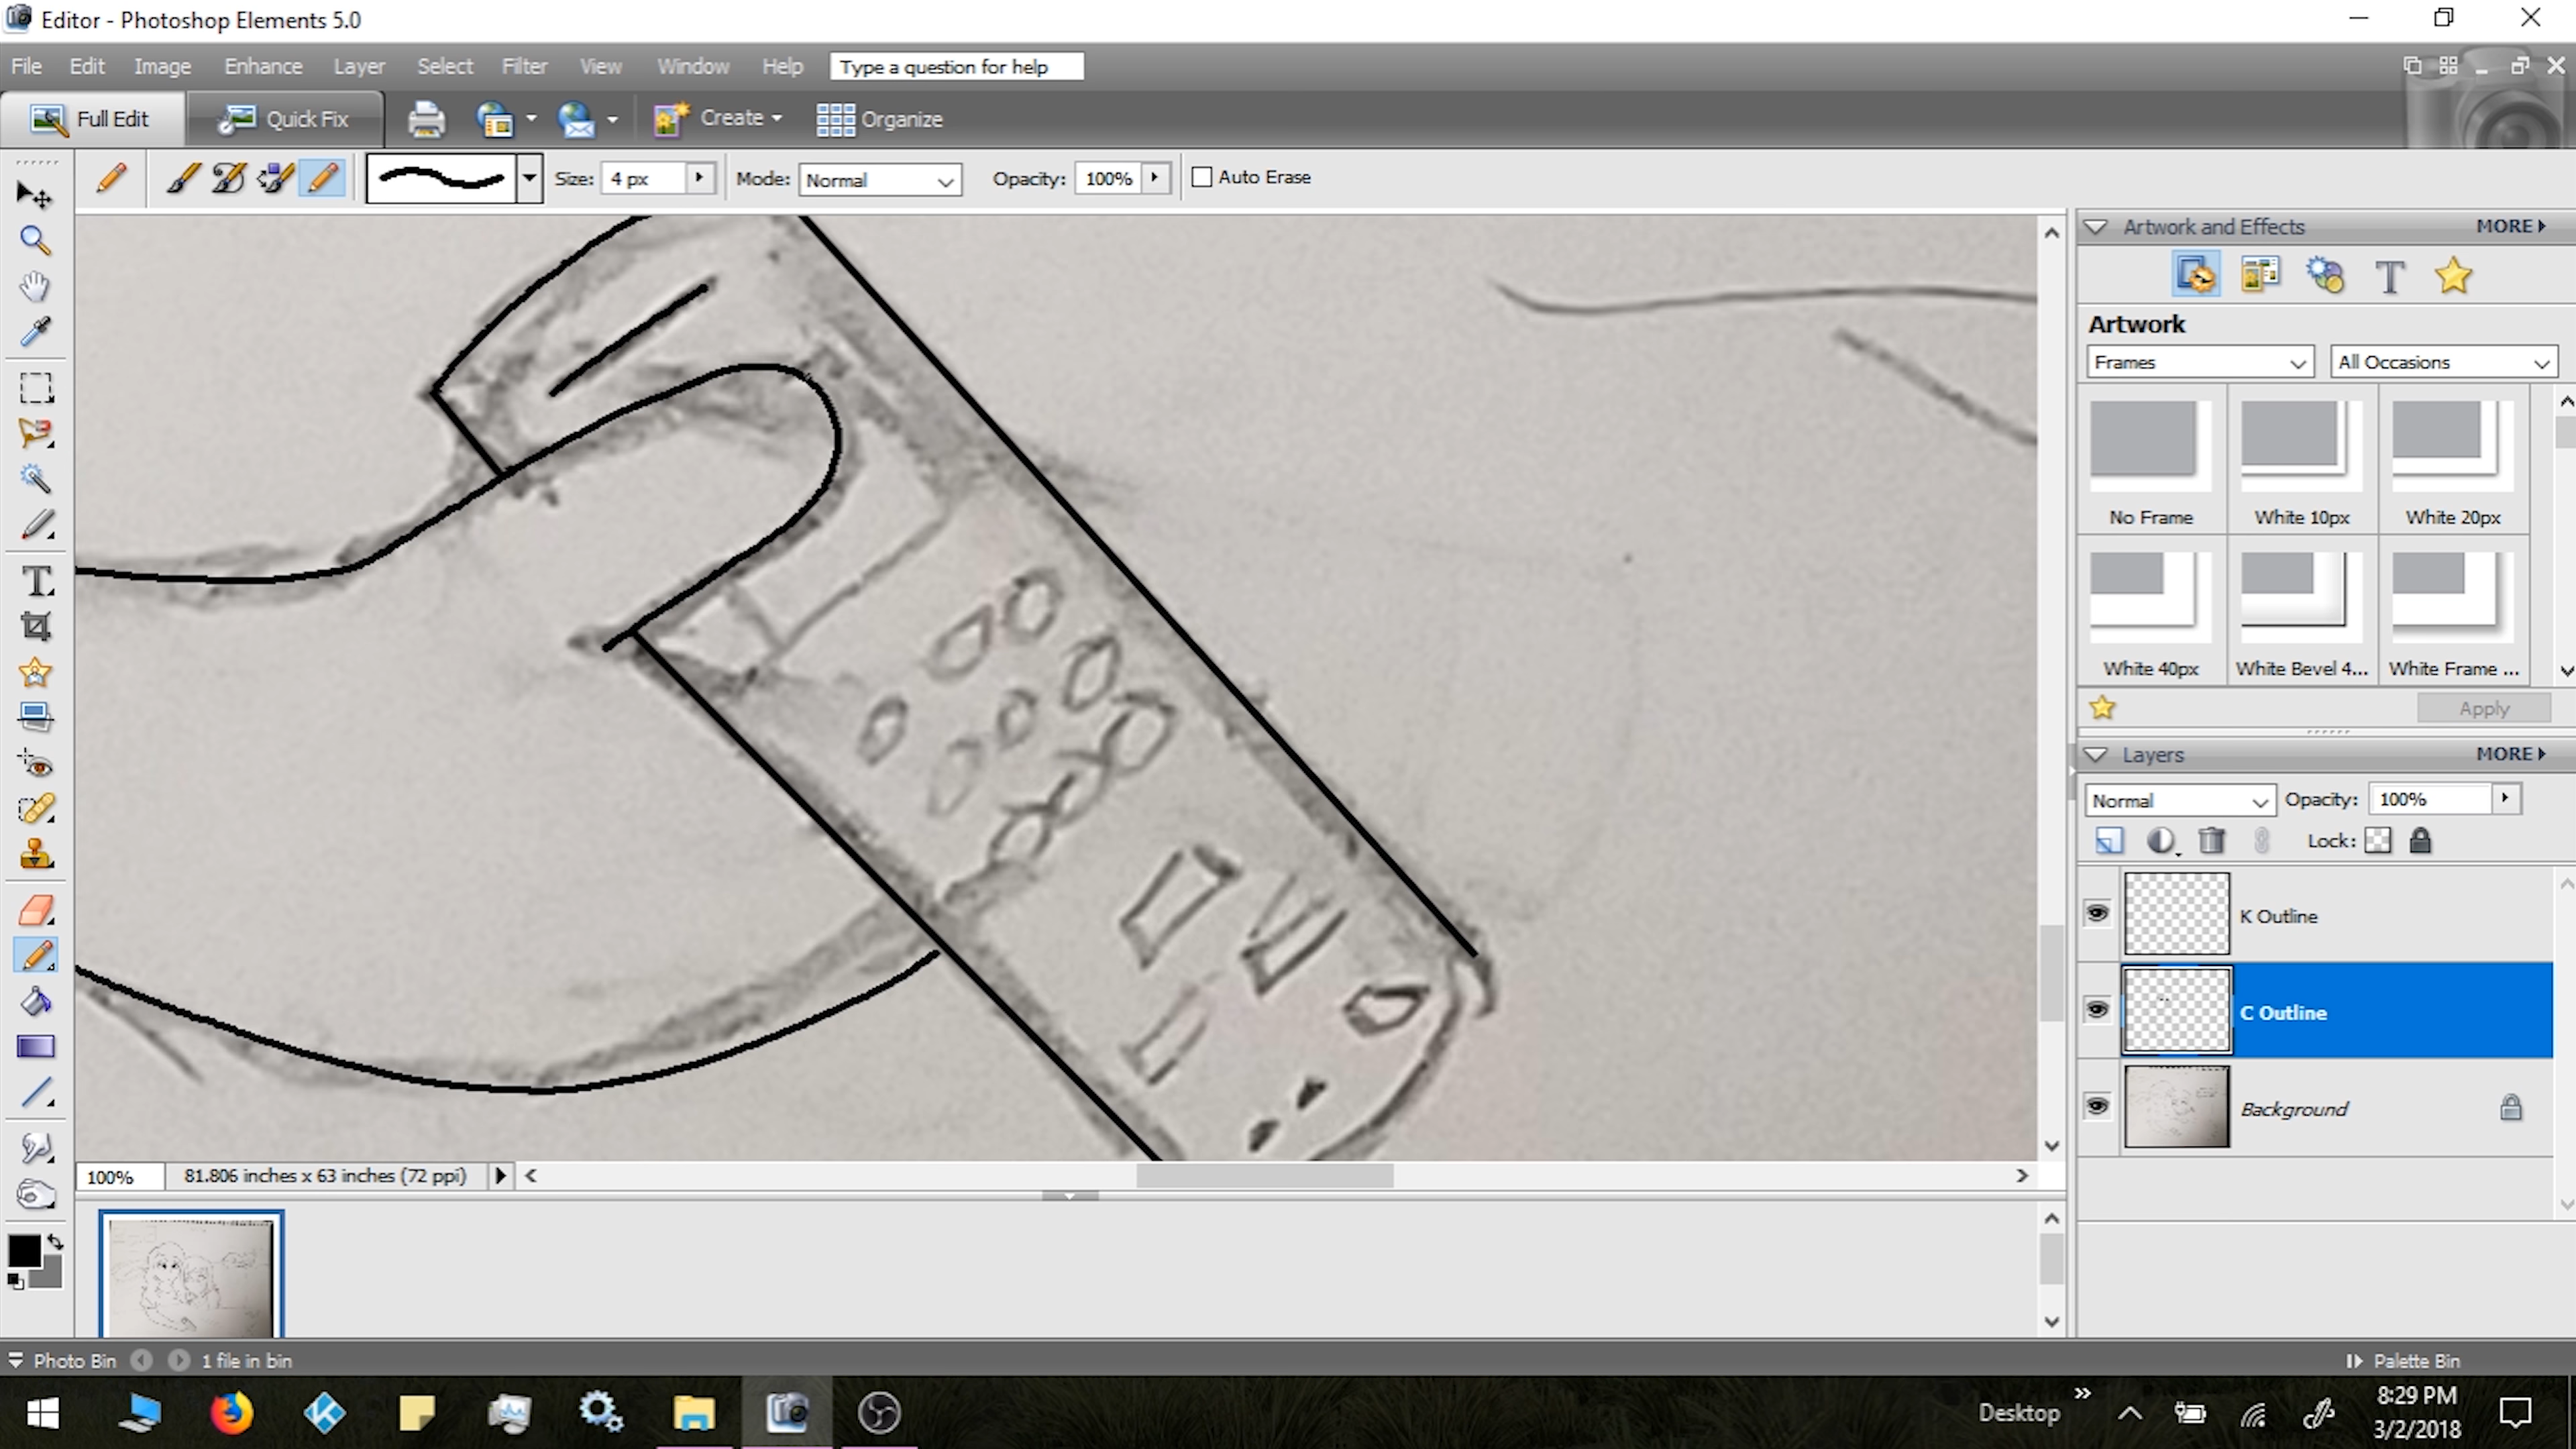 Editor - Photoshop Elements 5.0
File Edit Image Enhance Layer Select Filter View Window Help Type a question for help
Full Edit Quick Fix Create Organize
Size: 4 px Mode: Normal Opacity: 100% Auto Erase
Artwork and Effects MORE
Artwork
Frames All Occasions
No Frame White 10px White 20px
White 40px White Bevel 4... White Frame ...
Apply
Layers MORE
Normal Opacity: 100%
Lock:
K Outline
C Outline
Background
100% 81.806 inches x 63 inches (72 ppi)
Photo Bin 1 file in bin Palette Bin
Desktop 8:29 PM
3/2/2018